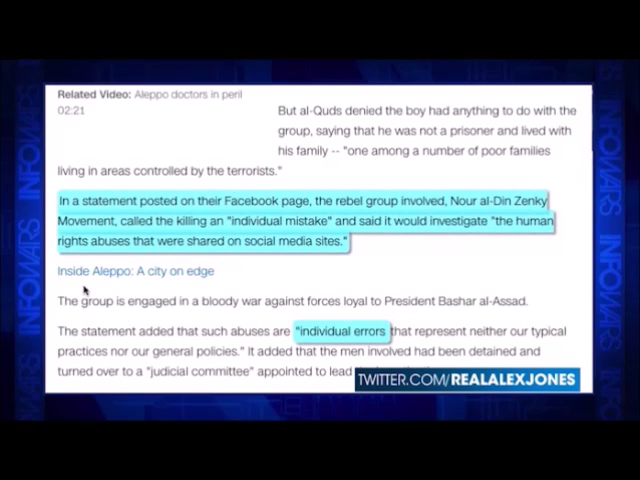 Related Video: Aleppo doctors in peril
02:21
But al-Quds denied the boy had anything to do with the
group, saying that he was not a prisoner and lived with
his family -- "one among a number of poor families
living in areas controlled by the terrorists."
In a statement posted on their Facebook page, the rebel group involved, Nour al-Din Zenky
Movement, called the killing an "individual mistake" and said it would investigate "the human
rights abuses that were shared on social media sites."
Inside Aleppo: A city on edge
The group is engaged in a bloody war against forces loyal to President Bashar al-Assad.
The statement added that such abuses are "individual errors that represent neither our typical
practices nor our general policies." It added that the men involved had been detained and
turned over to a "judicial committee" appointed to lead
TWITTER.COM/REALALEXJONES
INFOWARS
INFOWARS
INFOWARS
INFOWARS